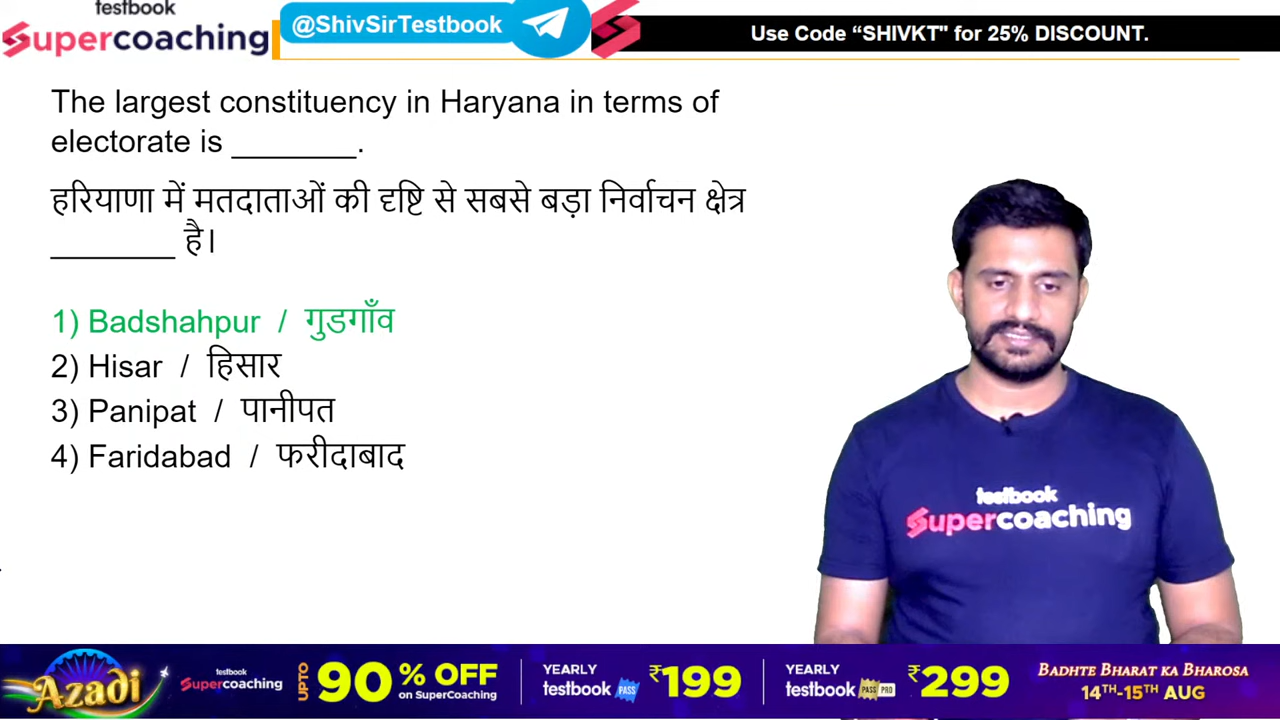 testbook
Supercoaching
@ShivSirTestbook
Use Code “SHIVKT" for 25% DISCOUNT.
The largest constituency in Haryana in terms of
electorate is _______.
हरियाणा में मतदाताओं की दृष्टि से सबसे बड़ा निर्वाचन क्षेत्र
_______ है।
1) Badshahpur / गुडगाँव
2) Hisar / हिसार
3) Panipat / पानीपत
4) Faridabad / फरीदाबाद
testbook
Supercoaching
Azadi
testbook
Supercoaching
UPTO 90% OFF
on SuperCoaching
YEARLY
testbook PASS
₹199
YEARLY
testbook PASS PRO
₹299
BADHTE BHARAT KA BHAROSA
14TH-15TH AUG